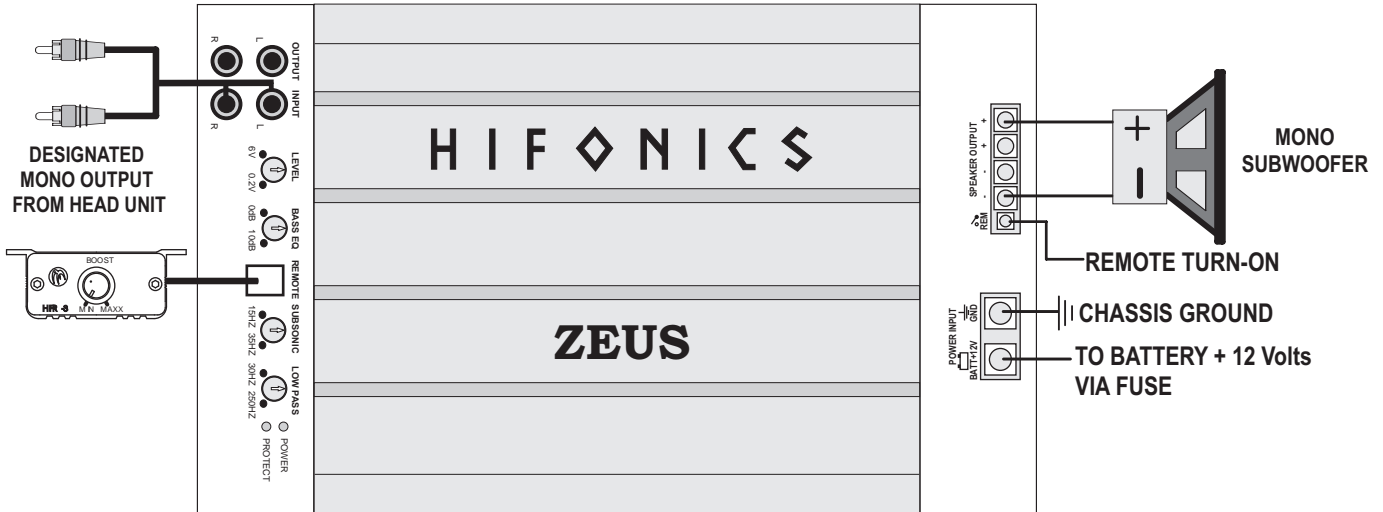 R
L
OUTPUT
INPUT
R
L
DESIGNATED
MONO OUTPUT
FROM HEAD UNIT
6V
0.2V
LEVEL
0dB
10dB
BASS EQ
BOOST
MIN MAXX
HFR -3
REMOTE
SUBSONIC
15HZ 35HZ
LOW PASS
30HZ 250HZ
POWER
PROTECT
HIFONICS
ZEUS
SPEAKER OUTPUT
+
+
-
-
REM
+
-
MONO
SUBWOOFER
REMOTE TURN-ON
POWER INPUT
GND
BATT+12V
CHASSIS GROUND
TO BATTERY + 12 Volts
VIA FUSE